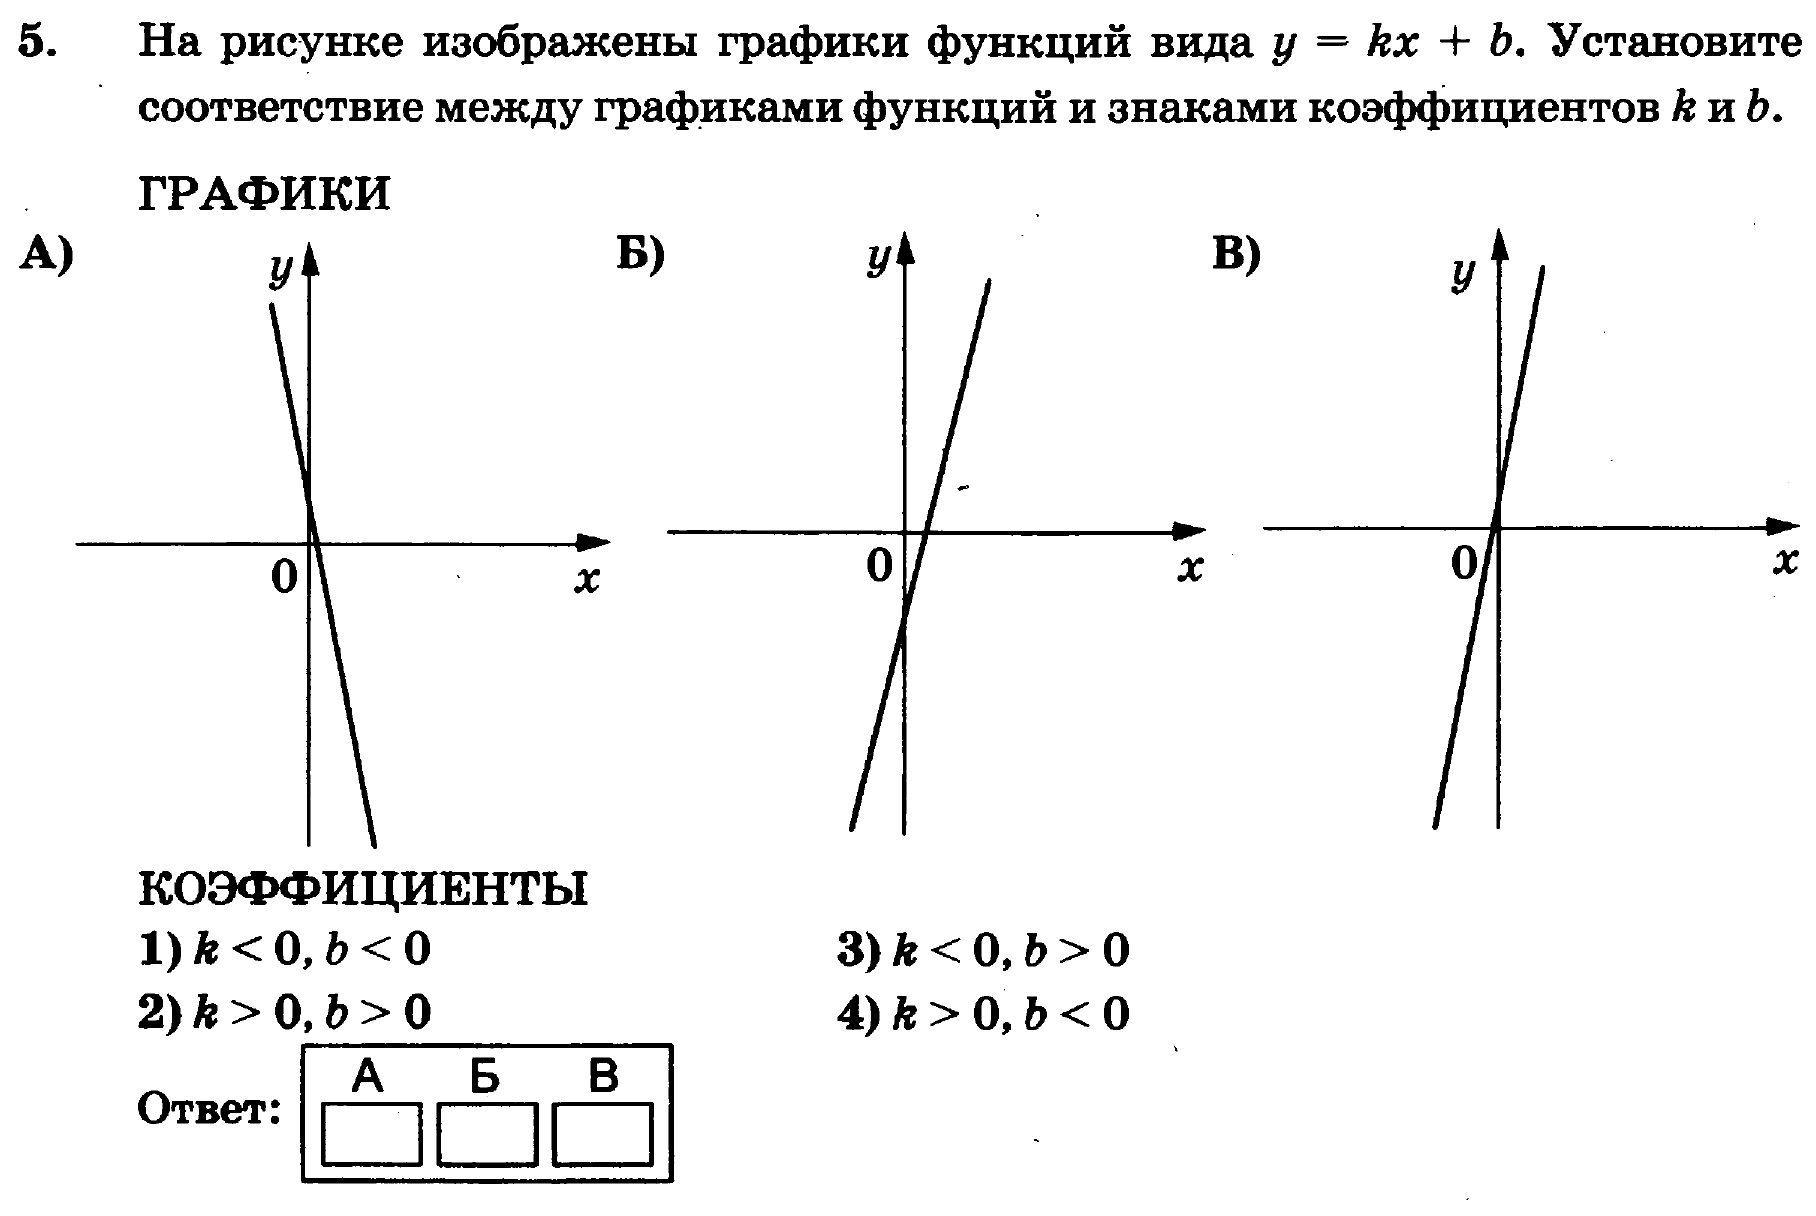 5. На рисунке изображены графики функций вида y = kx + b. Установите
соответствие между графиками функций и знаками коэффициентов k и b.
ГРАФИКИ
А) Б) В)
y y y
0 x 0 x 0 x
КОЭФФИЦИЕНТЫ
1) k < 0, b < 0 3) k < 0, b > 0
2) k > 0, b > 0 4) k > 0, b < 0
А Б В
Ответ: